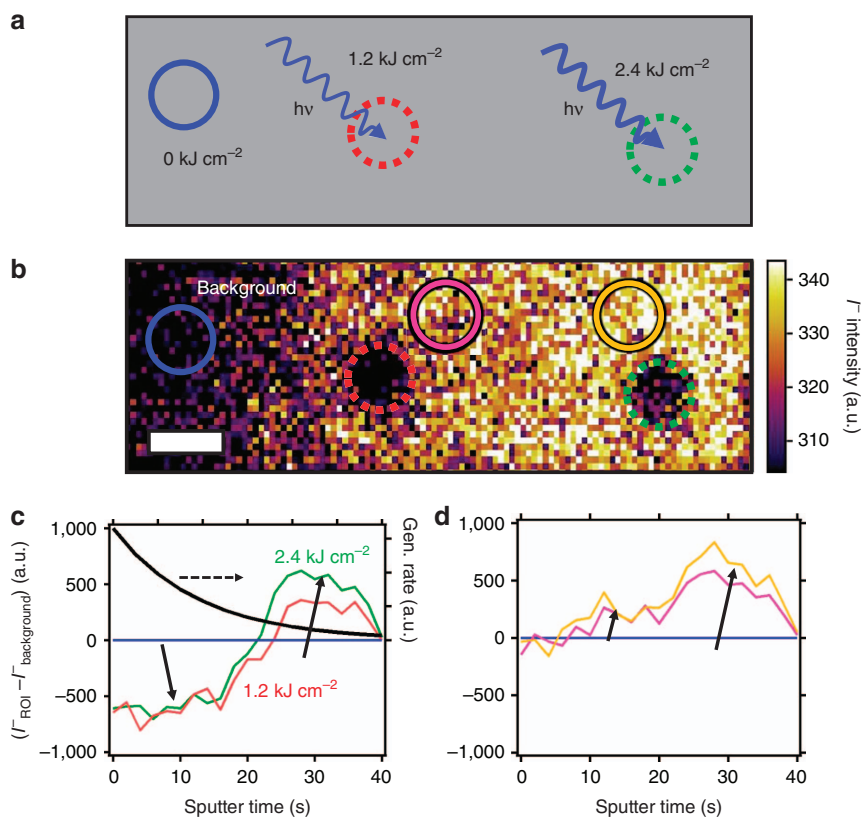 a
1.2 kJ cm⁻²
2.4 kJ cm⁻²
hν
hν
0 kJ cm⁻²
b
Background
340
330
320
310
I⁻ intensity (a.u.)
c
d
(I⁻ROI –I⁻background) (a.u.)
1,000
500
0
–500
–1,000
2.4 kJ cm⁻²
1.2 kJ cm⁻²
Gen. rate (a.u.)
0 10 20 30 40
Sputter time (s)
1,000
500
0
–500
–1,000
0 10 20 30 40
Sputter time (s)